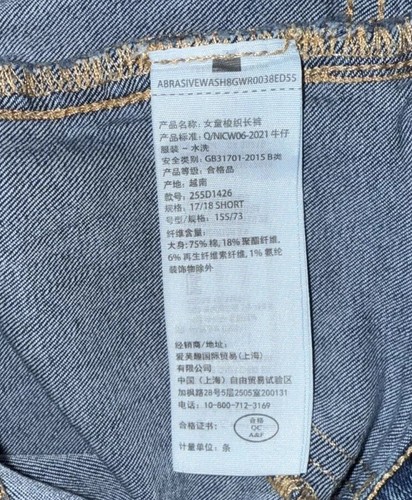 ABRASIVEWASH8GWR0038ED55
产品名称: 女童梭织长裤
产品标准: Q/NICW06-2021 牛仔
服装 - 水洗
安全类别: GB31701-2015 B类
产品等级: 合格品
产地: 越南
款号: 255D1426
规格: 17/18 SHORT
号型/规格: 155/73
纤维含量:
大身: 75% 棉, 18% 聚酯纤维,
6% 再生纤维素纤维, 1% 氨纶
装饰物除外
经销商/地址:
爱芙趣国际贸易(上海)
有限公司
中国 (上海) 自由贸易试验区
加枫路28号5层2505室200131
电话: 10-800-712-3169
合格证书:
合格
QC
A&F
计量单位: 条